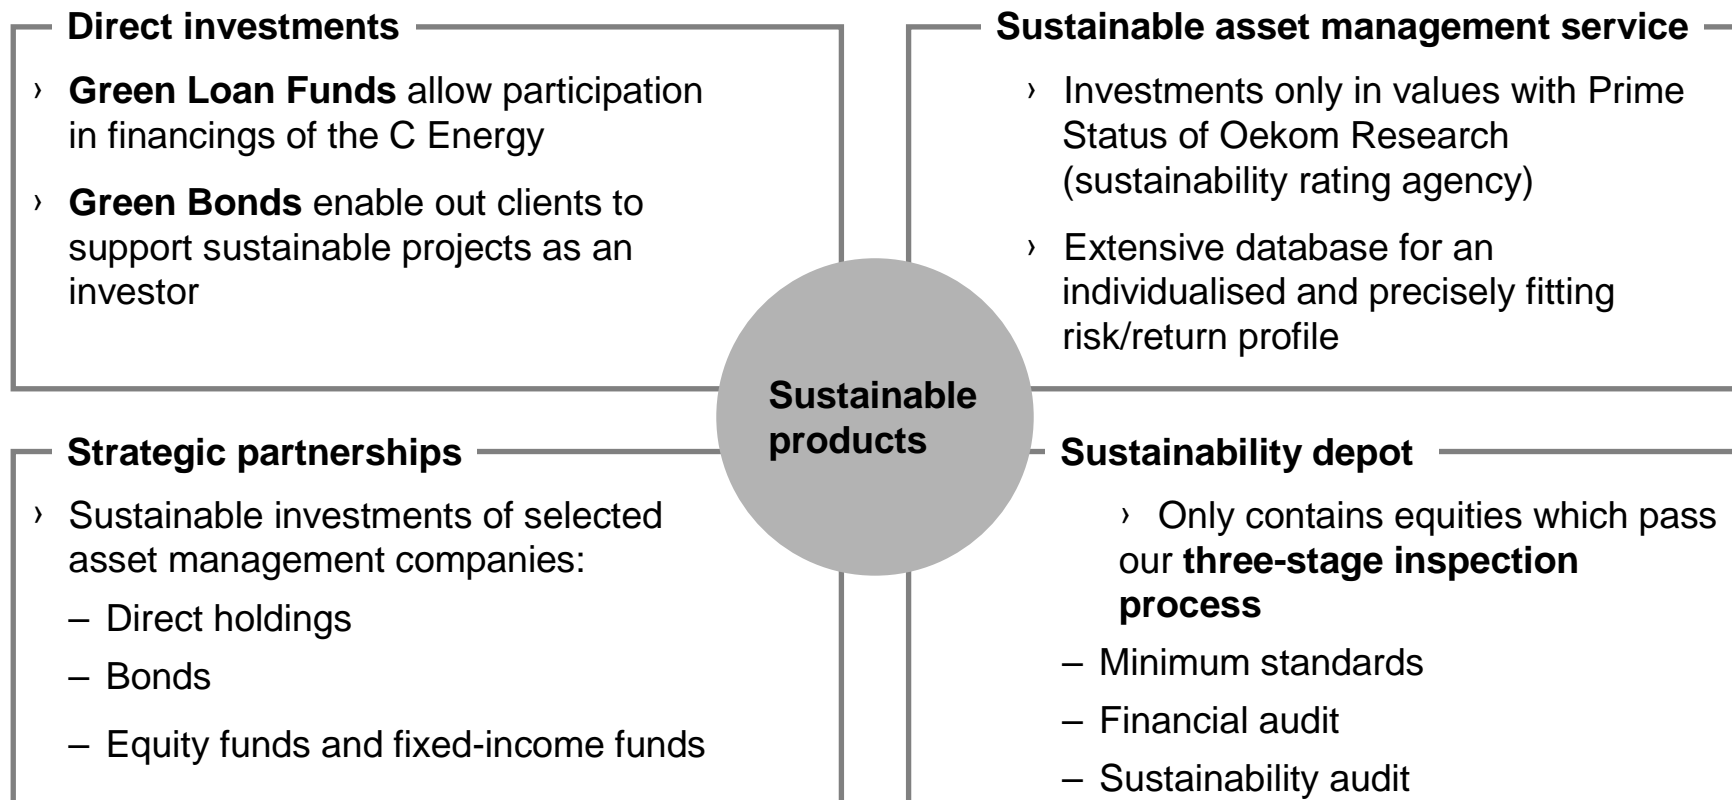 Direct investments
› Green Loan Funds allow participation
in financings of the C Energy
› Green Bonds enable out clients to
support sustainable projects as an
investor
Sustainable asset management service
› Investments only in values with Prime
Status of Oekom Research
(sustainability rating agency)
› Extensive database for an
individualised and precisely fitting
risk/return profile
Sustainable
products
Strategic partnerships
› Sustainable investments of selected
asset management companies:
– Direct holdings
– Bonds
– Equity funds and fixed-income funds
Sustainability depot
› Only contains equities which pass
our three-stage inspection
process
– Minimum standards
– Financial audit
– Sustainability audit